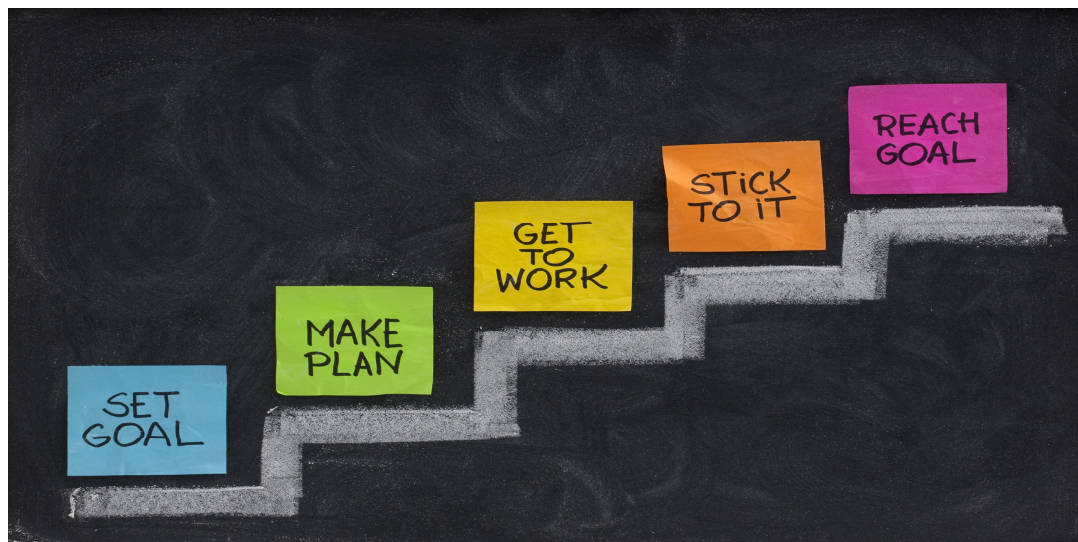 SET
GOAL
MAKE
PLAN
GET
TO
WORK
STiCK
TO iT
REACH
GOAL